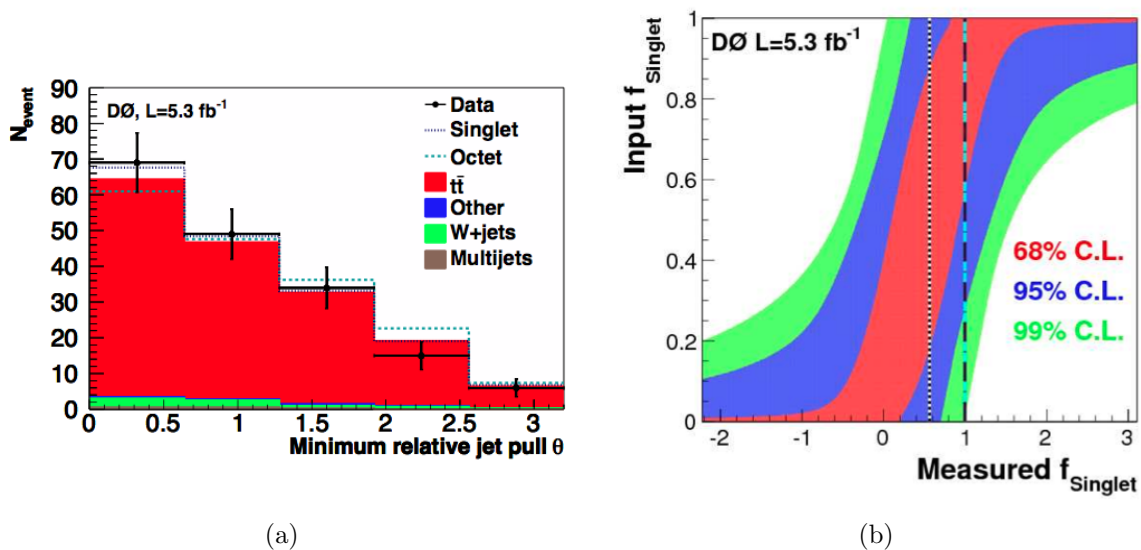 90
80
70
60
50
40
30
20
10
0
N_event
DØ, L=5.3 fb⁻¹
Data
Singlet
Octet
tt̄
Other
W+jets
Multijets
0 0.5 1 1.5 2 2.5 3
Minimum relative jet pull θ
(a)
1
0.8
0.6
0.4
0.2
0
Input f_Singlet
DØ L=5.3 fb⁻¹
68% C.L.
95% C.L.
99% C.L.
-2 -1 0 1 2 3
Measured f_Singlet
(b)